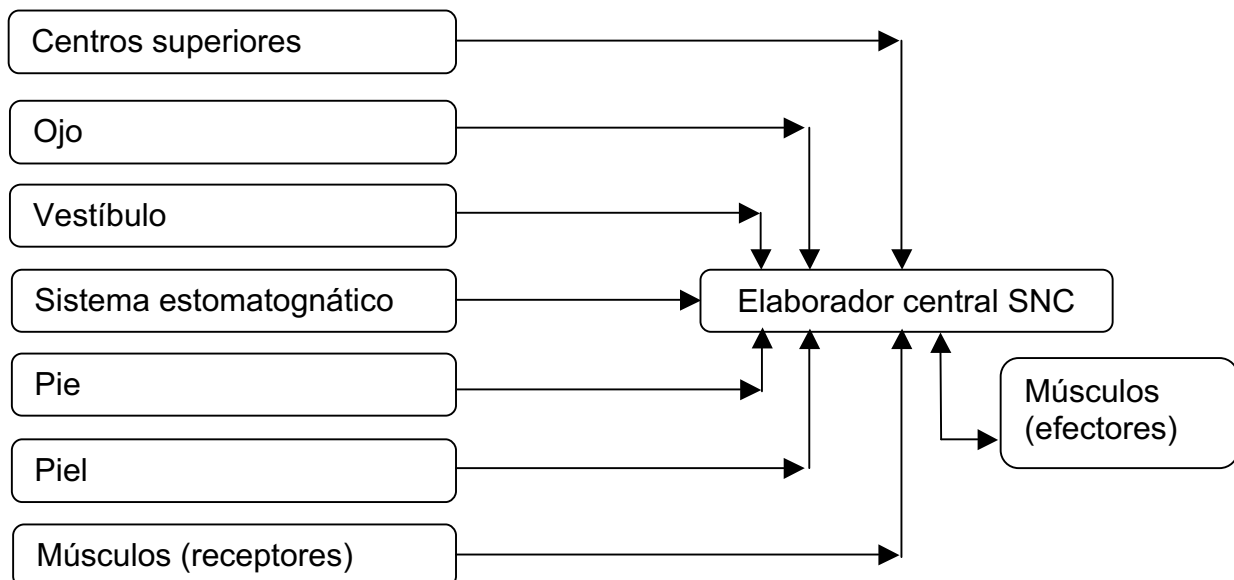 Centros superiores
Ojo
Vestíbulo
Sistema estomatognático
Elaborador central SNC
Pie
Músculos
(efectores)
Piel
Músculos (receptores)